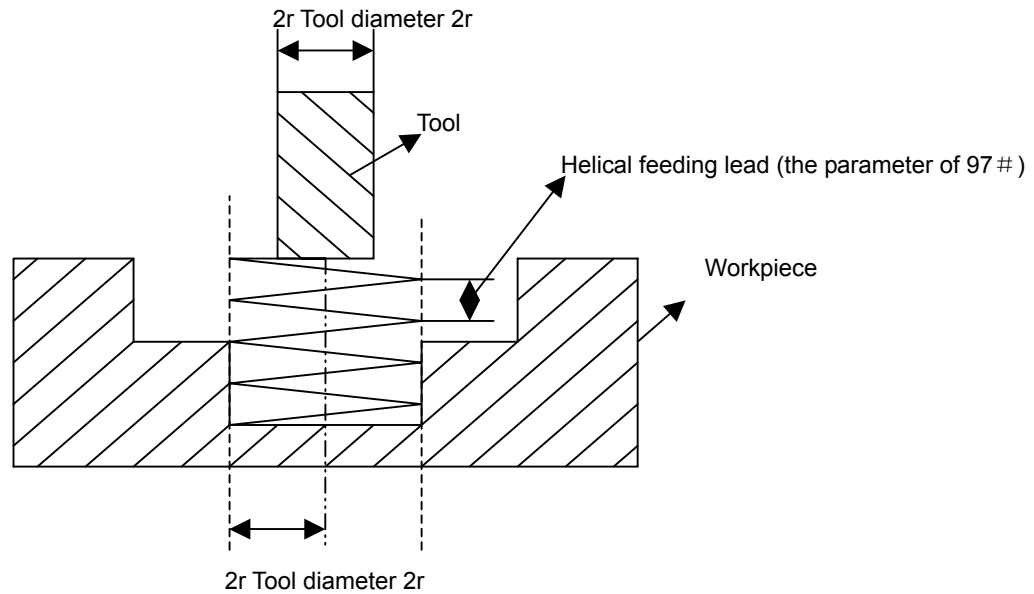 2r Tool diameter 2r
Tool
Helical feeding lead (the parameter of 97＃)
Workpiece
2r Tool diameter 2r